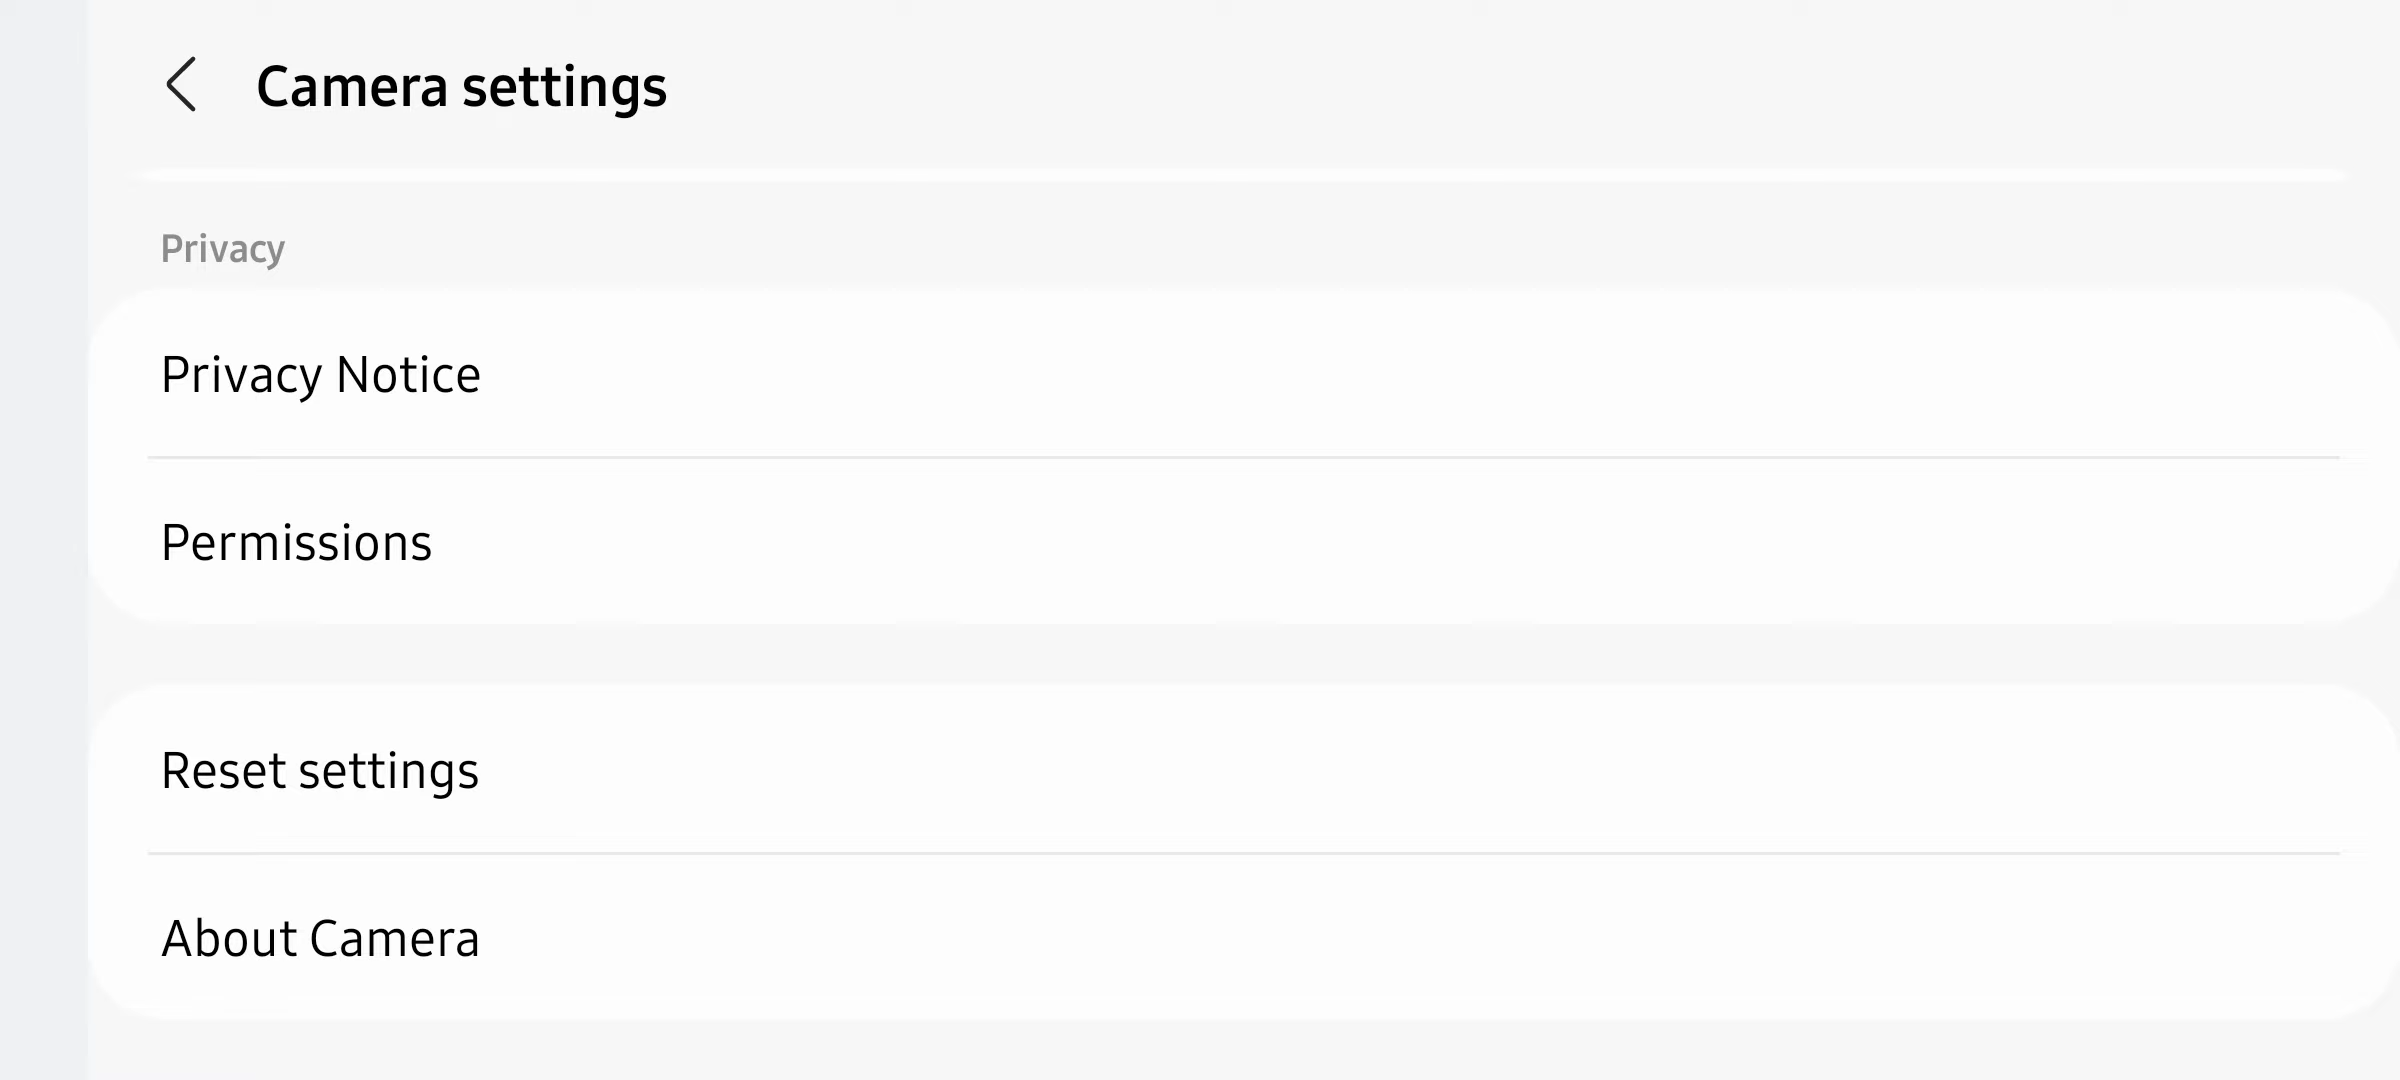 Camera settings
Privacy
Privacy Notice
Permissions
Reset settings
About Camera